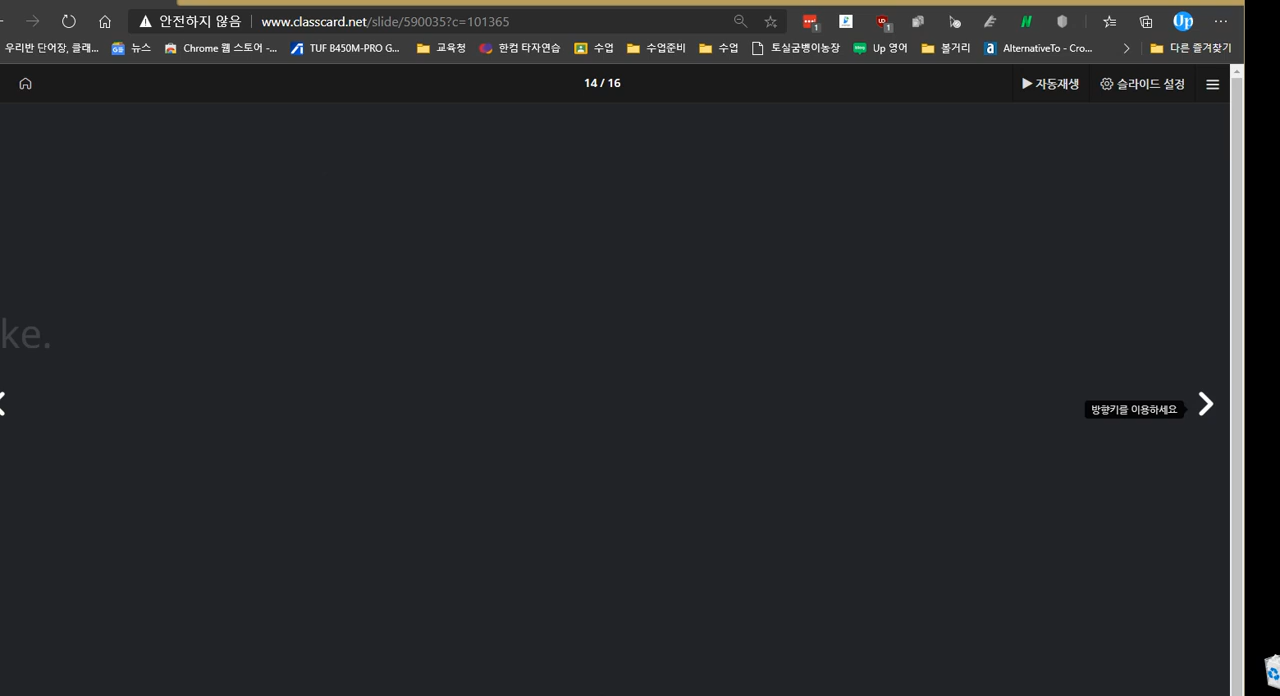 안전하지 않음 www.classcard.net/slide/590035?c=101365
1
UD
1
N
Up
우리반 단어장, 클래... 뉴스 Chrome 웹 스토어 -... TUF B450M-PRO G... 교육청 한컴 타자연습 수업 수업준비 수업 토실굼벵이농장 Up 영어 볼거리 a AlternativeTo - Cro... 다른 즐겨찾기
14 / 16 자동재생 슬라이드 설정
ke.
방향키를 이용하세요